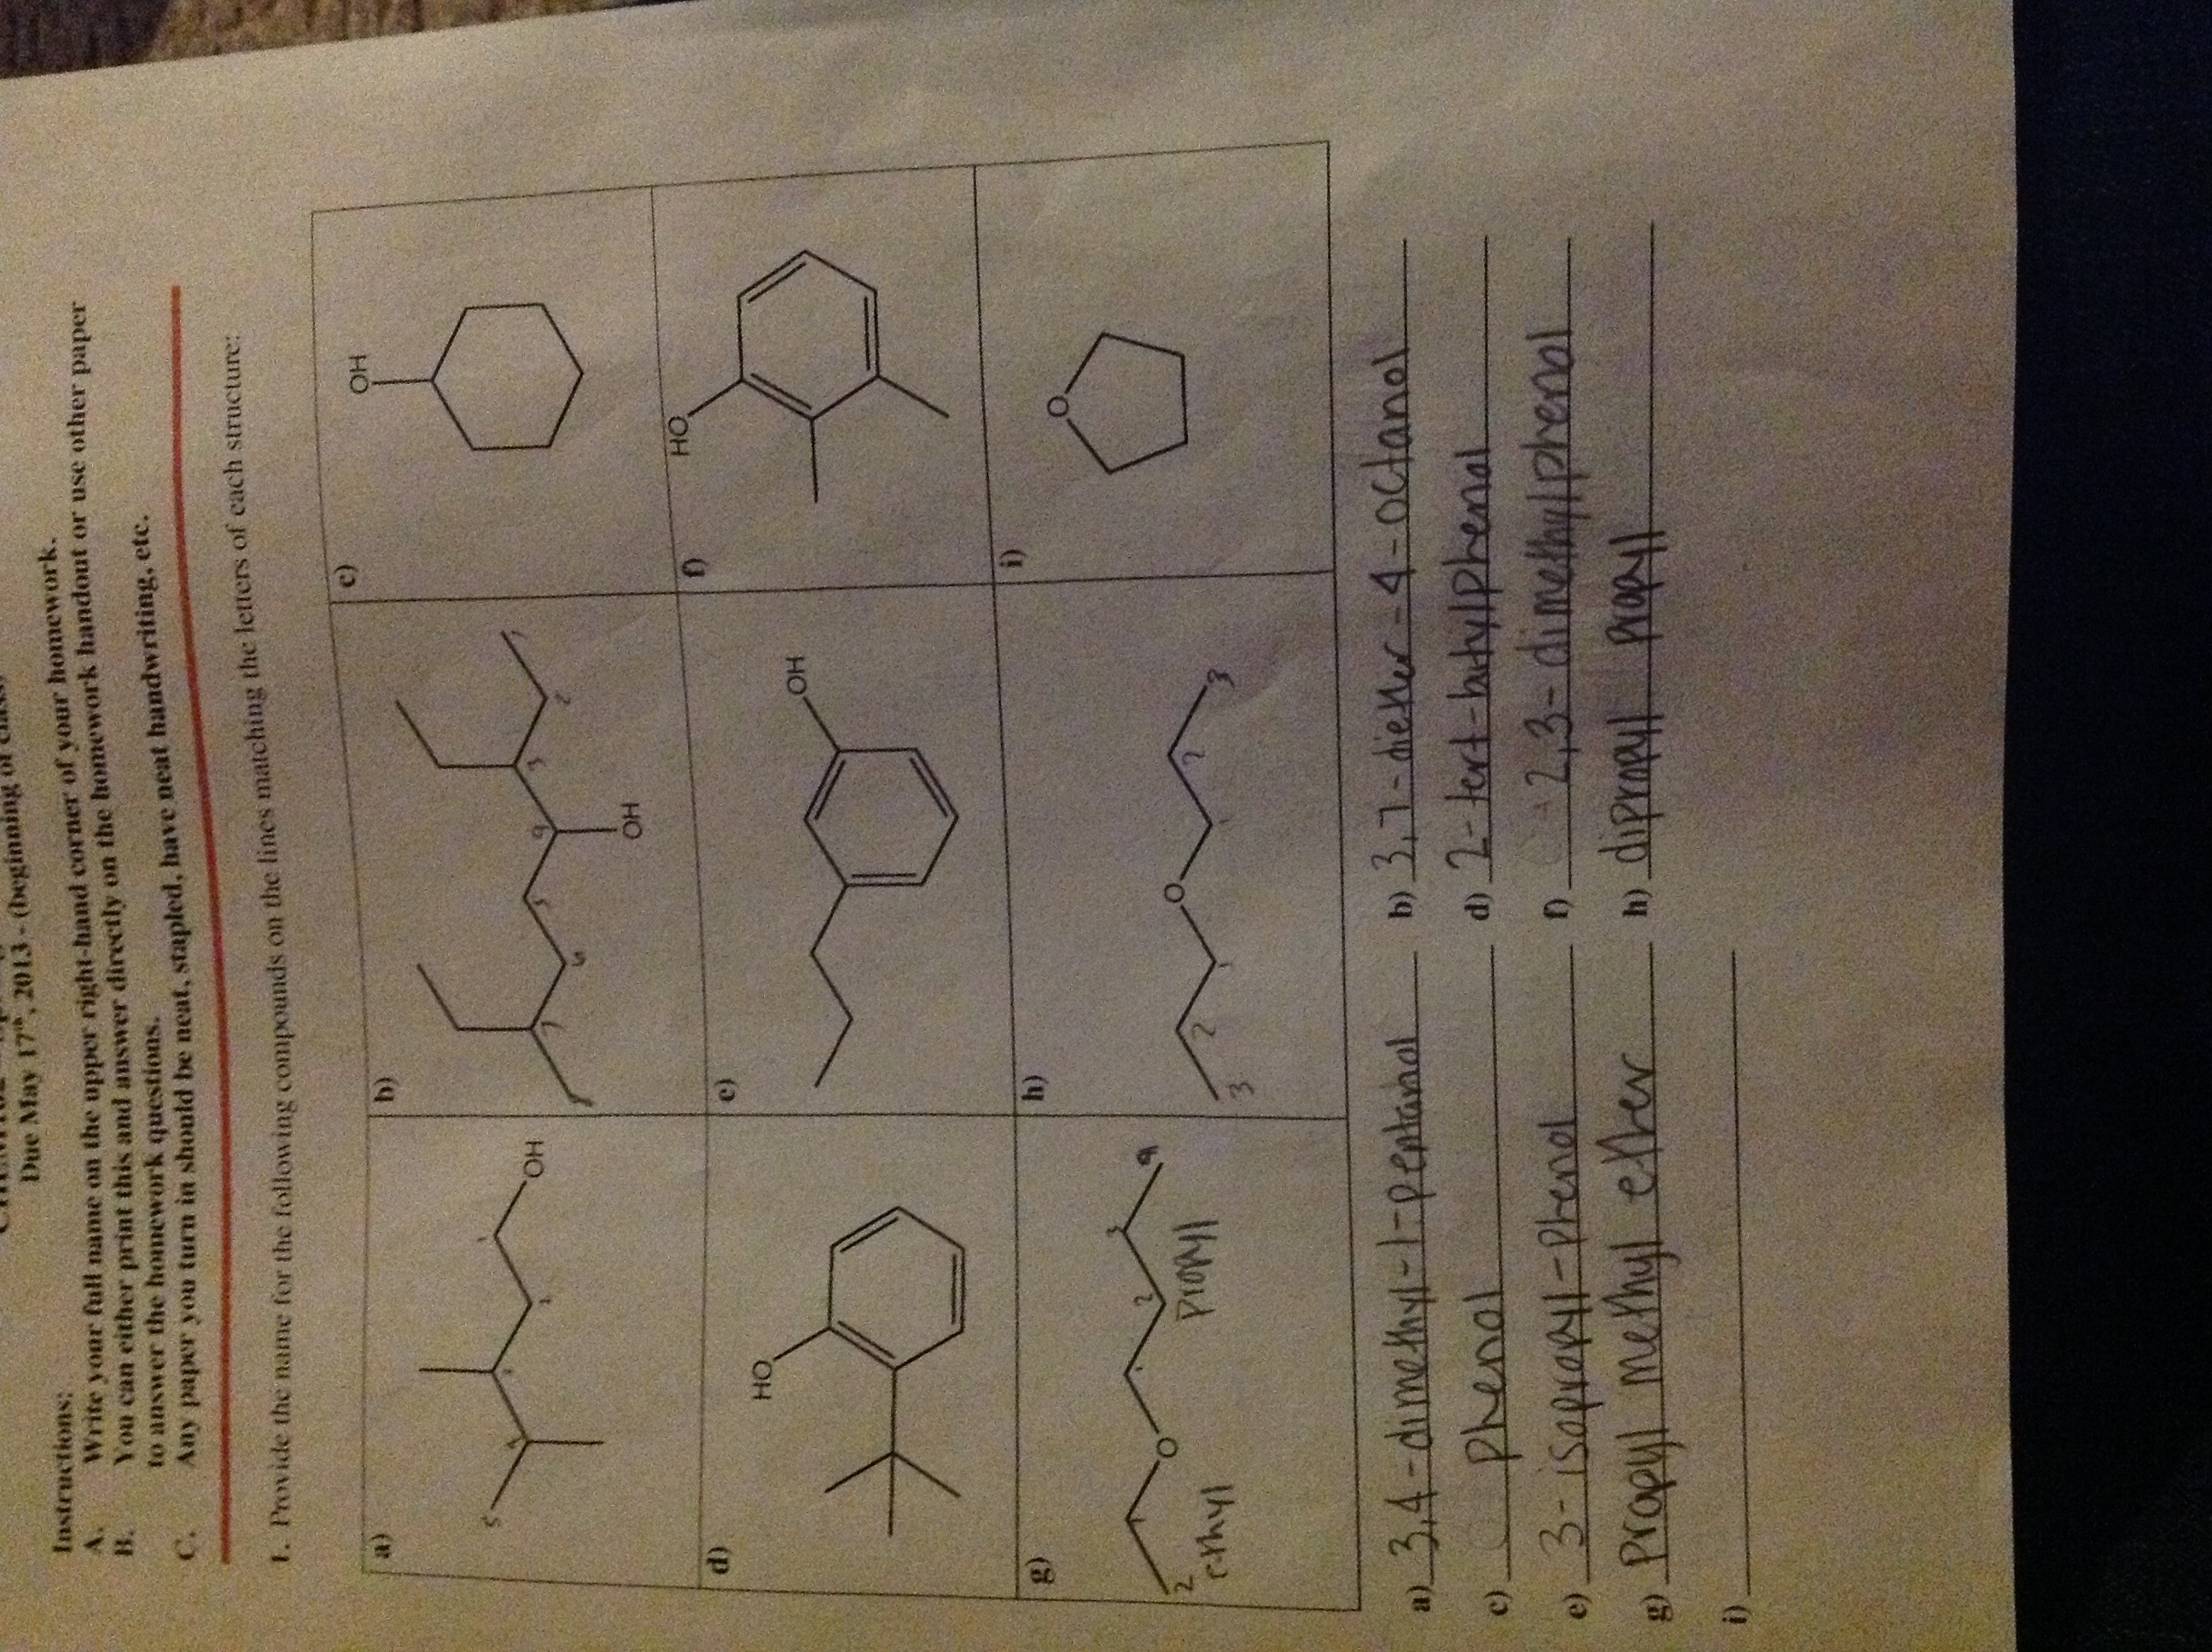 Due May 17th, 2013 - (beginning of class)
Instructions:
A. Write your full name on the upper right-hand corner of your homework.
B. You can either print this and answer directly on the homework handout or use other paper
to answer the homework questions.
C. Any paper you turn in should be neat, stapled, have neat handwriting, etc.
1. Provide the name for the following compounds on the lines matching the letters of each structure:
a) b) c)
OH
5 4 2 1 OH
8 7 6 5 4 3 2 1
OH
d) e) f)
HO
HO
OH
g) h) i)
O
2 1 O 1 2 3 4
ethyl propyl
3 2 1 O 1 2 3
a) 3,4-dimethyl-1-pentanol b) 3,7-diether-4-octanol
c) phenol d) 2-tert-butylphenol
e) 3-isopropyl-phenol f) 2,3-dimethylphenol
g) propyl methyl ether h) dipropyl propyl
i)